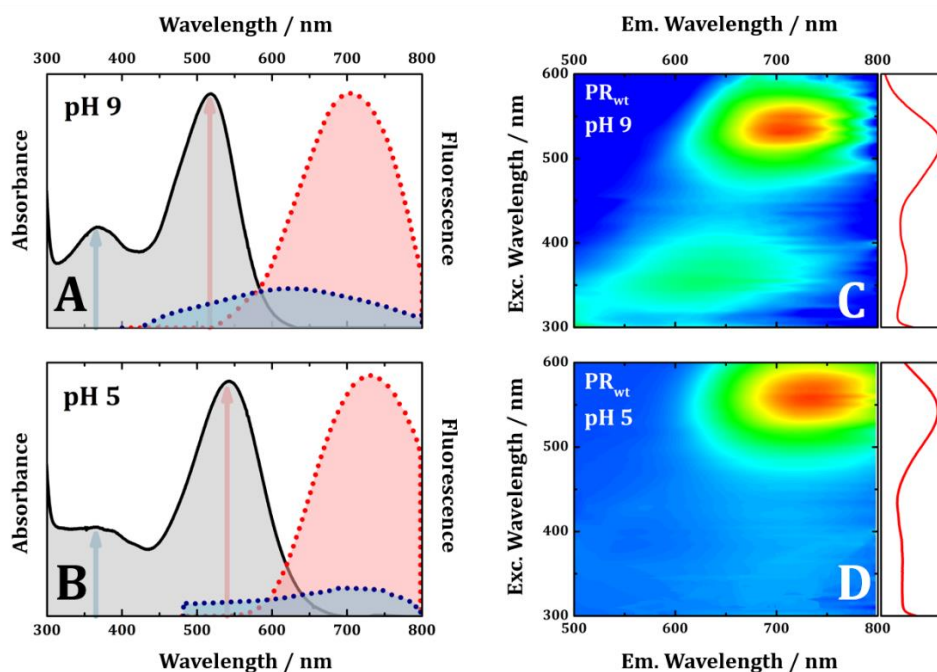 Wavelength / nm
300 400 500 600 700 800
pH 9
Absorbance
Fluorescence
A
pH 5
Absorbance
Fluorescence
B
300 400 500 600 700 800
Wavelength / nm
Em. Wavelength / nm
500 600 700 800
Exc. Wavelength / nm
600
500
400
300
PRwt
pH 9
C
Exc. Wavelength / nm
600
500
400
300
PRwt
pH 5
D
500 600 700 800
Em. Wavelength / nm